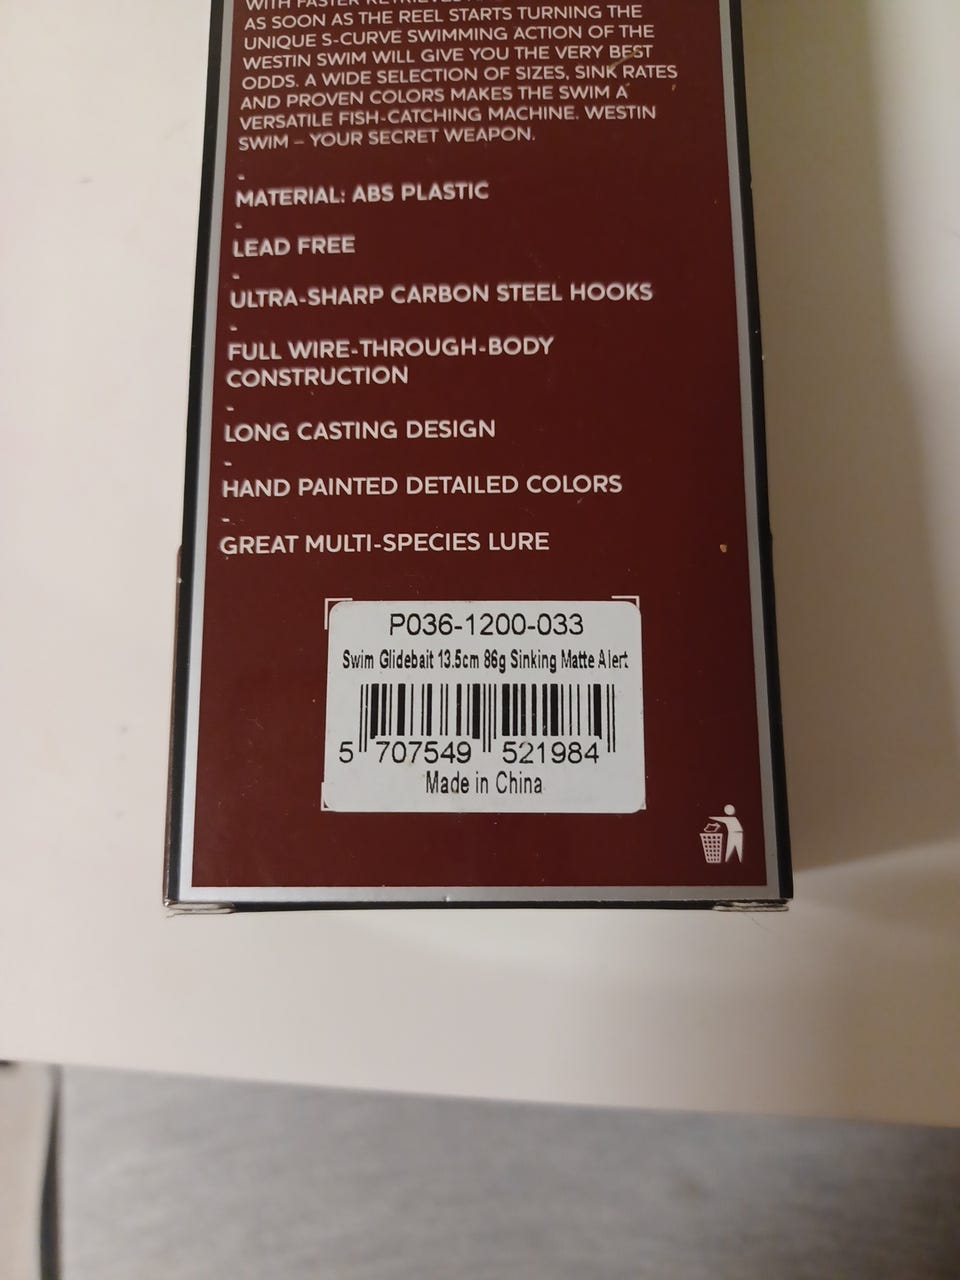 WITH FASTER RETRIEVES
AS SOON AS THE REEL STARTS TURNING THE
UNIQUE S-CURVE SWIMMING ACTION OF THE
WESTIN SWIM WILL GIVE YOU THE VERY BEST
ODDS. A WIDE SELECTION OF SIZES, SINK RATES
AND PROVEN COLORS MAKES THE SWIM A
VERSATILE FISH-CATCHING MACHINE. WESTIN
SWIM – YOUR SECRET WEAPON.
-
MATERIAL: ABS PLASTIC
-
LEAD FREE
-
ULTRA-SHARP CARBON STEEL HOOKS
-
FULL WIRE-THROUGH-BODY
CONSTRUCTION
-
LONG CASTING DESIGN
-
HAND PAINTED DETAILED COLORS
-
GREAT MULTI-SPECIES LURE
P036-1200-033
Swim Glidebait 13.5cm 86g Sinking Matte Alert
5 707549 521984
Made in China